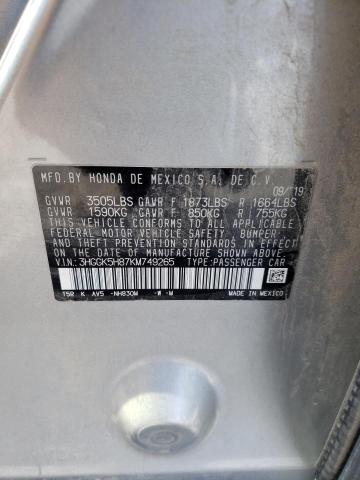 MFD.BY HONDA DE MEXICO S.A. DE C.V.
09/19
GVWR 3505LBS GAWR F 1873LBS R 1664LBS
GVWR 1590KG GAWR F 850KG R 755KG
THIS VEHICLE CONFORMS TO ALL APPLICABLE
FEDERAL MOTOR VEHICLE SAFETY, BUMPER
AND THEFT PREVENTION STANDARDS IN EFFECT
ON THE DATE OF MANUFACTURE SHOWN ABOVE.
V.I.N.:3HGGK5H87KM749265 TYPE:PASSENGER CAR
T5R K AV5 -NH830M -W -M MADE IN MEXICO